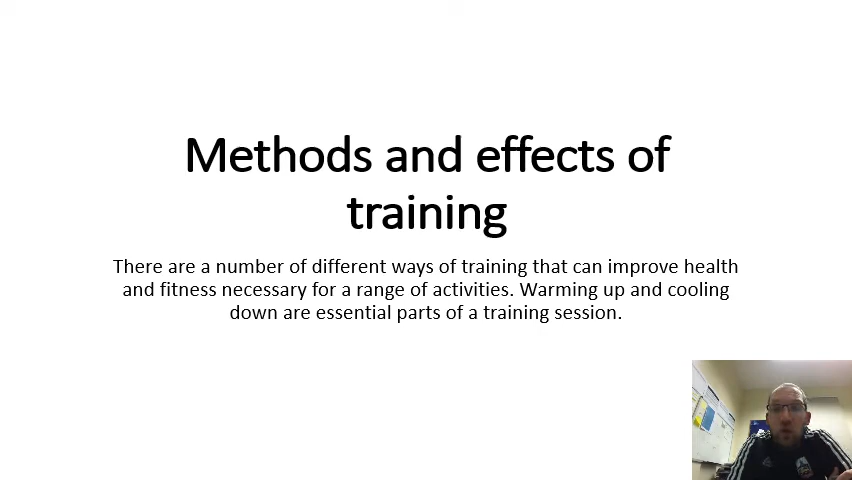 Methods and effects of
training
There are a number of different ways of training that can improve health
and fitness necessary for a range of activities. Warming up and cooling
down are essential parts of a training session.